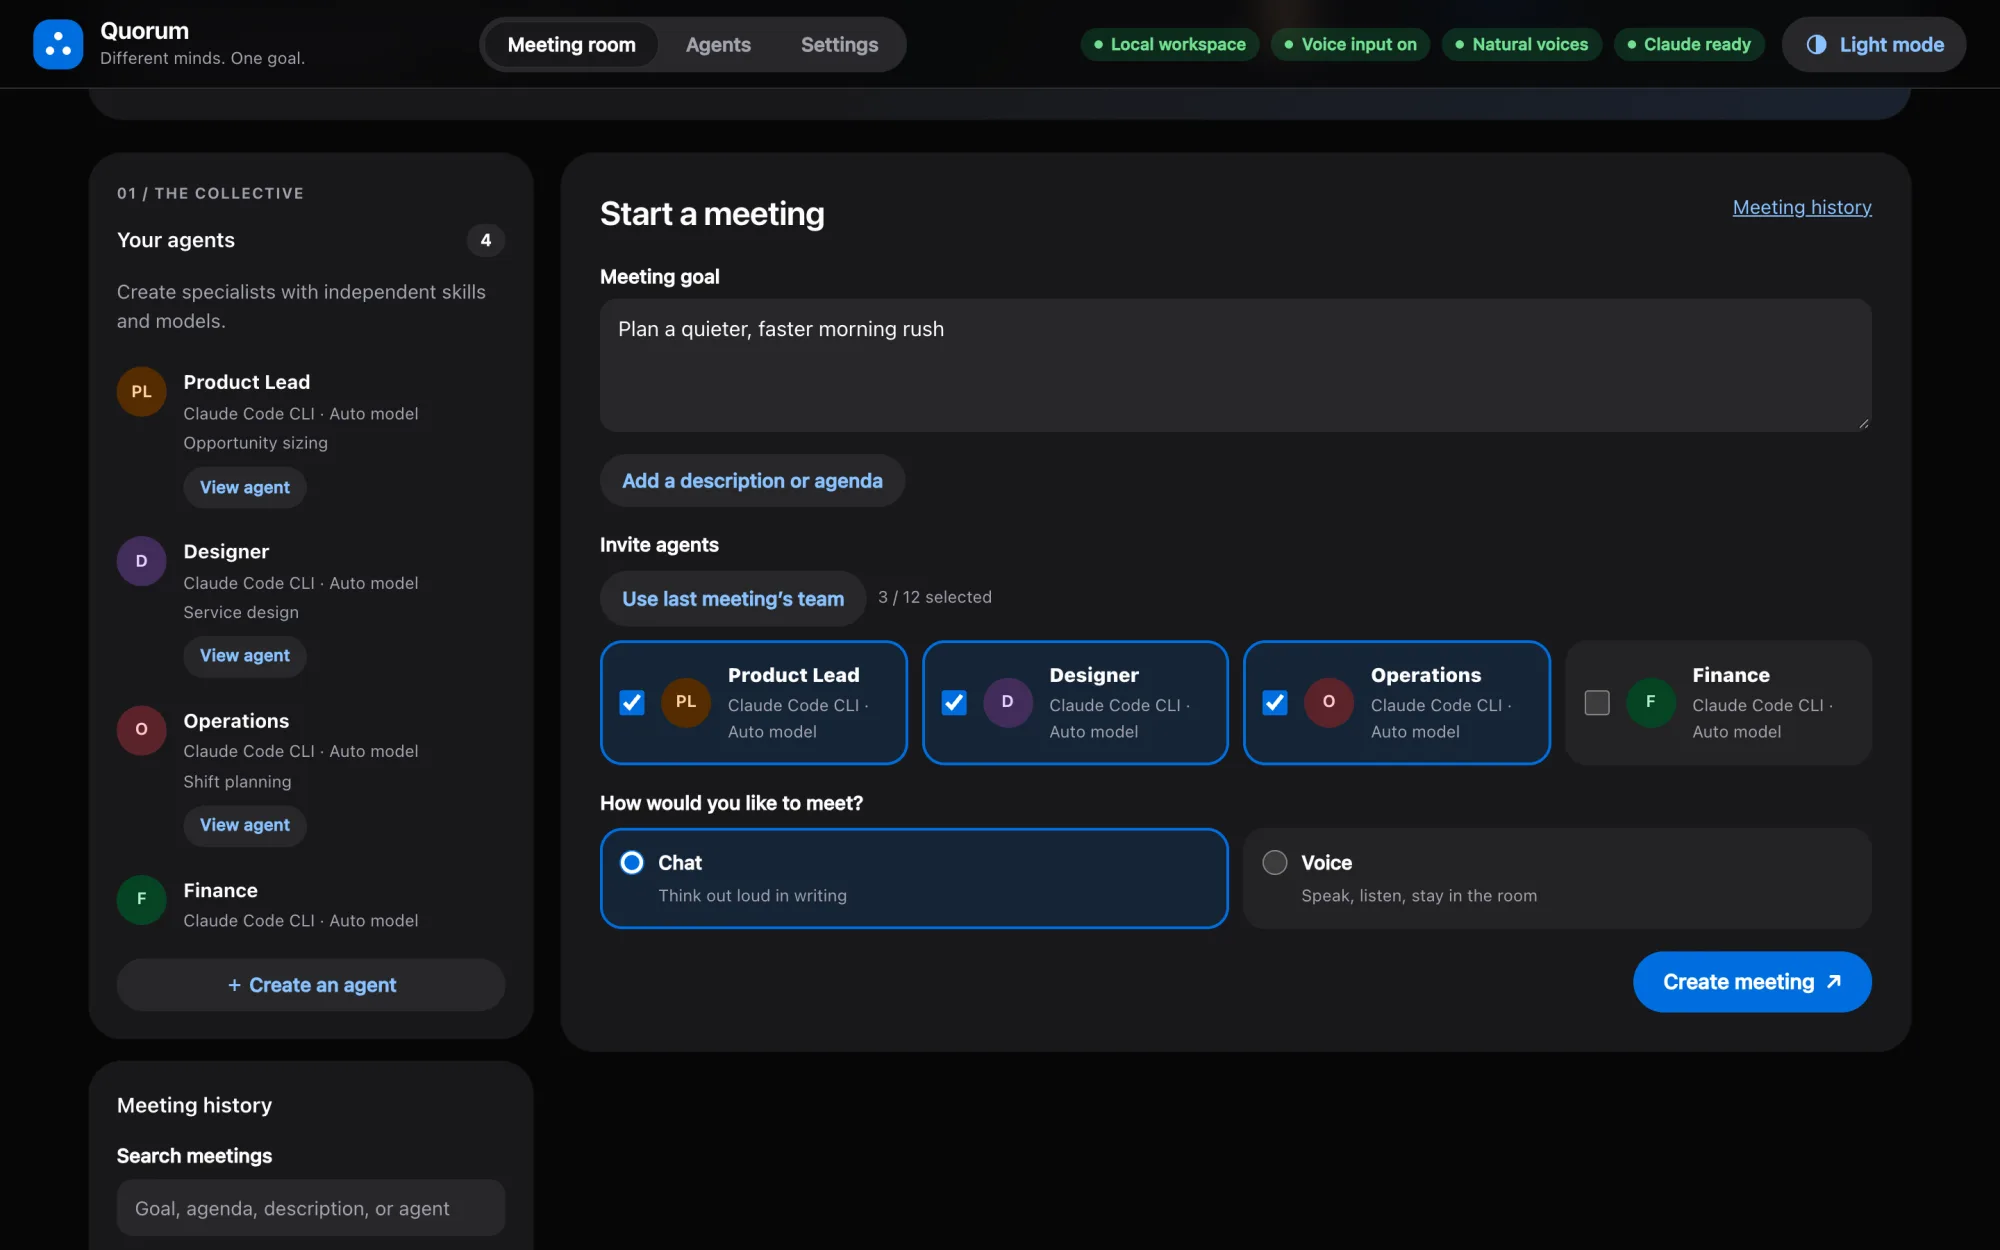 Quorum
Different minds. One goal.
Meeting room
Agents
Settings
Local workspace
Voice input on
Natural voices
Claude ready
Light mode
01 / THE COLLECTIVE
Your agents
4
Create specialists with independent skills
and models.
PL
Product Lead
Claude Code CLI · Auto model
Opportunity sizing
View agent
D
Designer
Claude Code CLI · Auto model
Service design
View agent
O
Operations
Claude Code CLI · Auto model
Shift planning
View agent
F
Finance
Claude Code CLI · Auto model
+ Create an agent
Meeting history
Search meetings
Goal, agenda, description, or agent
Start a meeting
Meeting history
Meeting goal
Plan a quieter, faster morning rush
Add a description or agenda
Invite agents
Use last meeting’s team
3 / 12 selected
PL
Product Lead
Claude Code CLI ·
Auto model
D
Designer
Claude Code CLI ·
Auto model
O
Operations
Claude Code CLI ·
Auto model
F
Finance
Claude Code CLI ·
Auto model
How would you like to meet?
Chat
Think out loud in writing
Voice
Speak, listen, stay in the room
Create meeting ↗